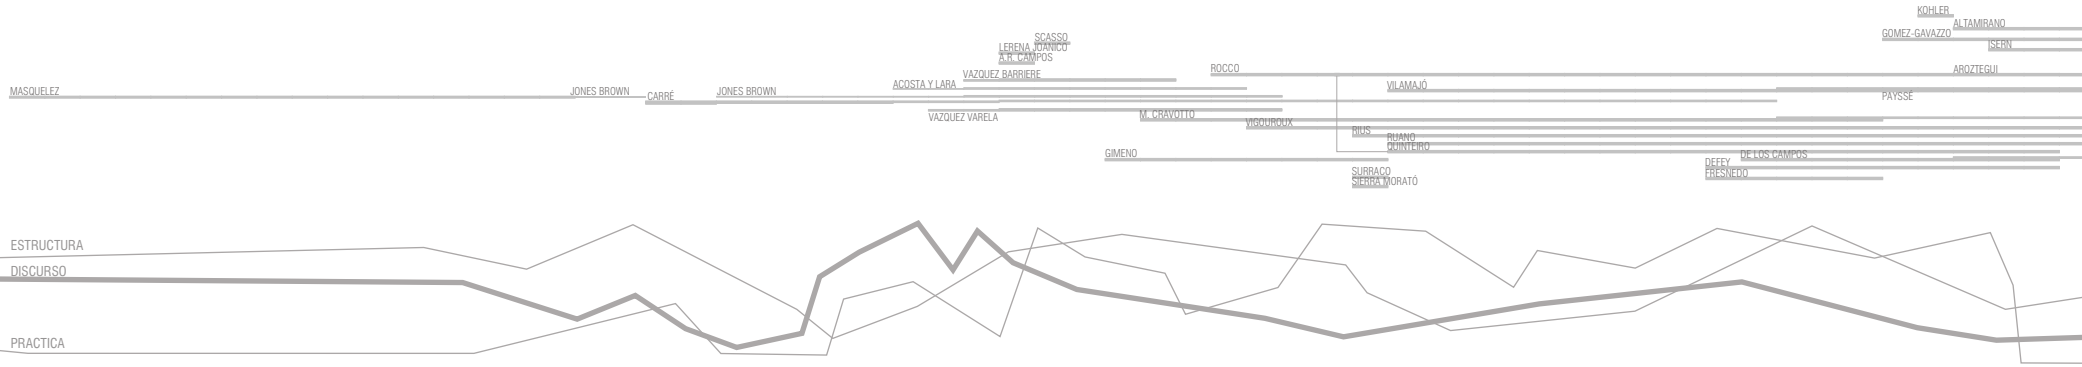 KOHLER
ALTAMIRANO
GOMEZ-GAVAZZO
SCASSO
ISERN
LERENA JOANICO
A.R. CAMPOS
ROCCO
AROZTEGUI
VAZQUEZ BARRIERE
ACOSTA Y LARA
VILAMAJÓ
MASQUELEZ
JONES BROWN
CARRÉ
JONES BROWN
PAYSSÉ
VAZQUEZ VARELA
M. CRAVOTTO
VIGOUROUX
RIUS
RUANO
QUINTEIRO
GIMENO
DE LOS CAMPOS
DEFEY
SURRACO
FRESNEDO
SIERRA MORATÓ
ESTRUCTURA
DISCURSO
PRACTICA